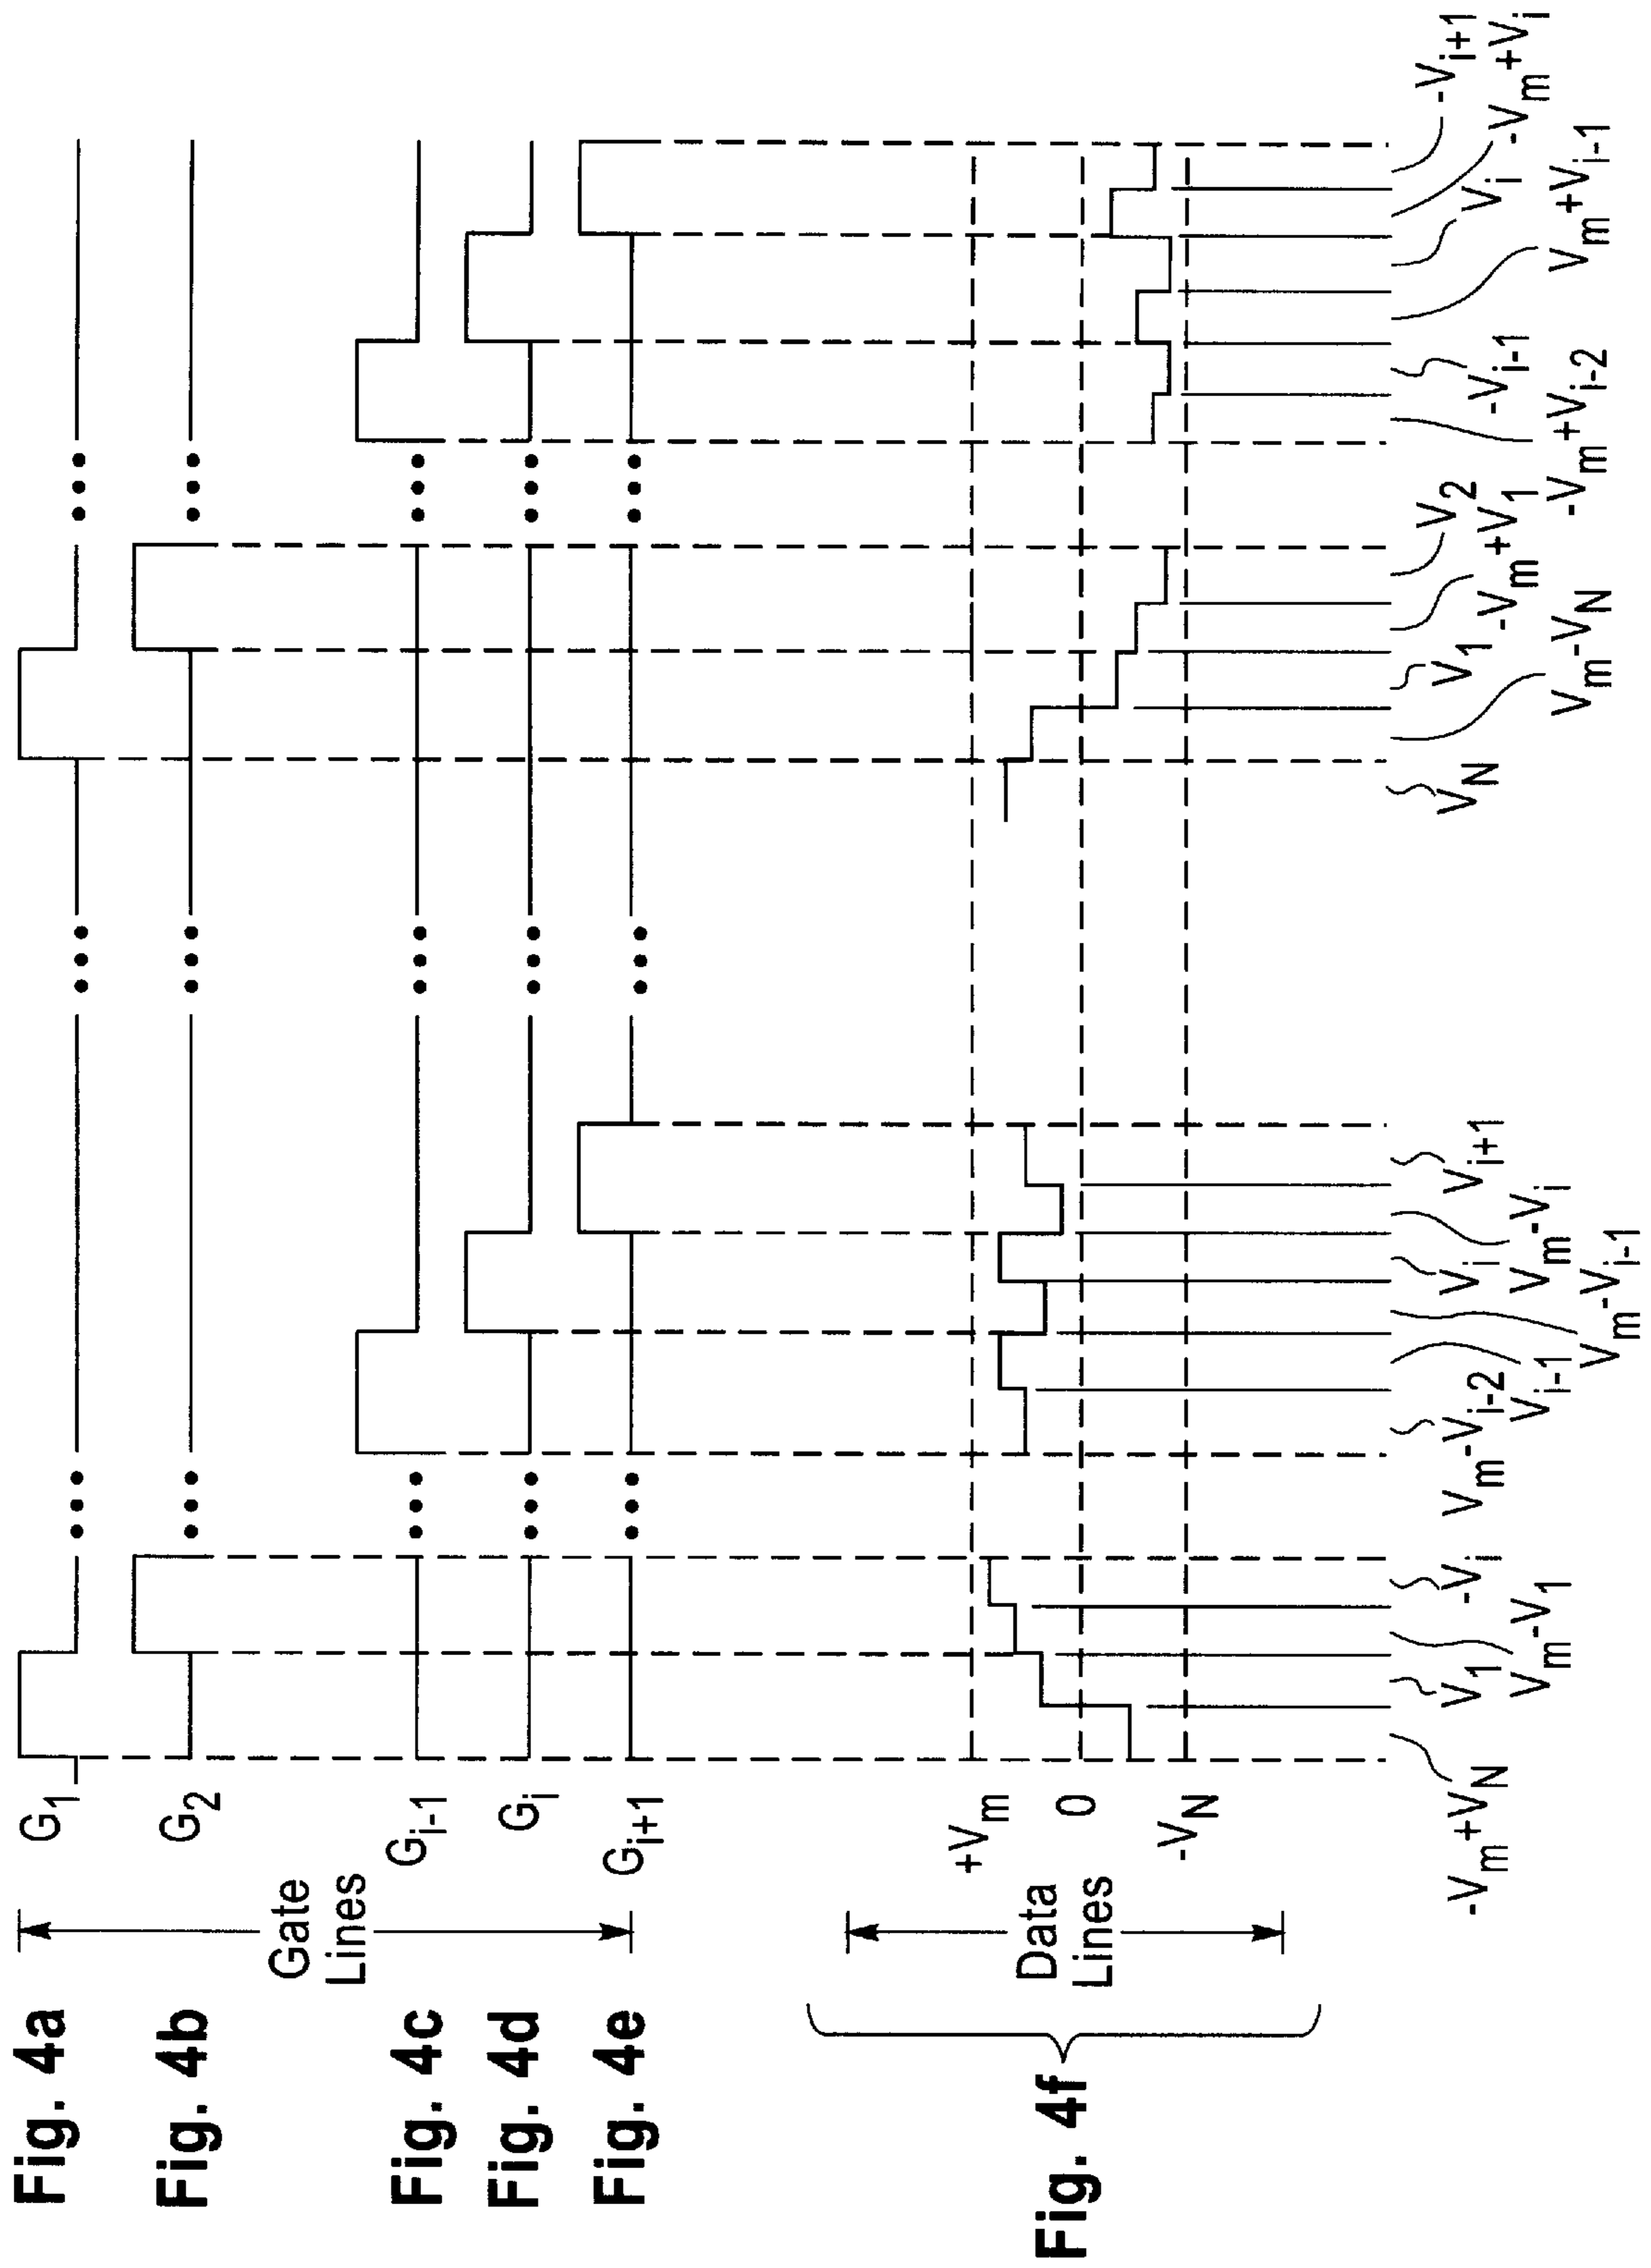 Fig. 4a
G1
Fig. 4b
G2
Gate
Lines
Fig. 4c
Gi-1
Fig. 4d
Gi
Fig. 4e
Gi+1
Fig. 4f
Data
Lines
+Vm
0
-VN
-Vm+VN
V1
Vm-V1
-Vi
Vm-Vi-2
Vi-1
Vm-Vi-1
Vi
Vm-Vi
Vi+1
VN
Vm-VN
V1
-Vm+V1
V2
-Vm+Vi-2
-Vi-1
Vm+Vi-1
Vi
-Vm+Vi
-Vi+1